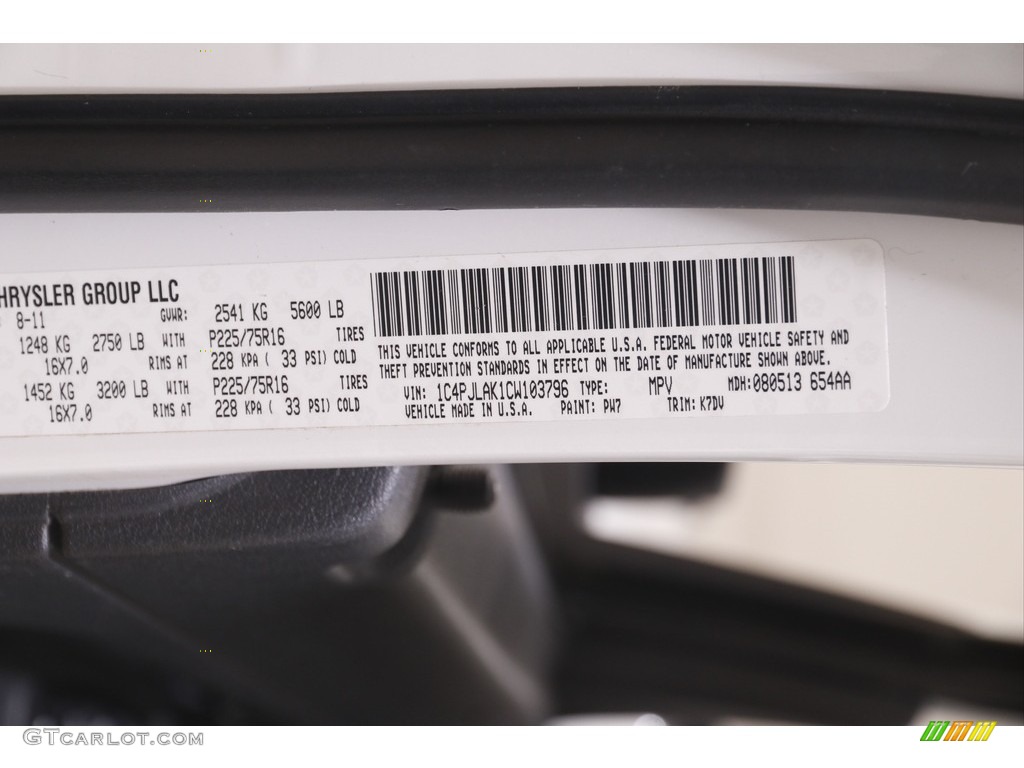 HRYSLER GROUP LLC
8-11 GVWR: 2541 KG 5600 LB
1248 KG 2750 LB WITH P225/75R16 TIRES
16X7.0 RIMS AT 228 KPA ( 33 PSI) COLD
1452 KG 3200 LB WITH P225/75R16 TIRES
16X7.0 RIMS AT 228 KPA ( 33 PSI) COLD
THIS VEHICLE CONFORMS TO ALL APPLICABLE U.S.A. FEDERAL MOTOR VEHICLE SAFETY AND
THEFT PREVENTION STANDARDS IN EFFECT ON THE DATE OF MANUFACTURE SHOWN ABOVE.
VIN: 1C4PJLAK1CW103796 TYPE: MPV MDH:080513 654AA
VEHICLE MADE IN U.S.A. PAINT: PW7 TRIM: K7DV
GTcarlot.com